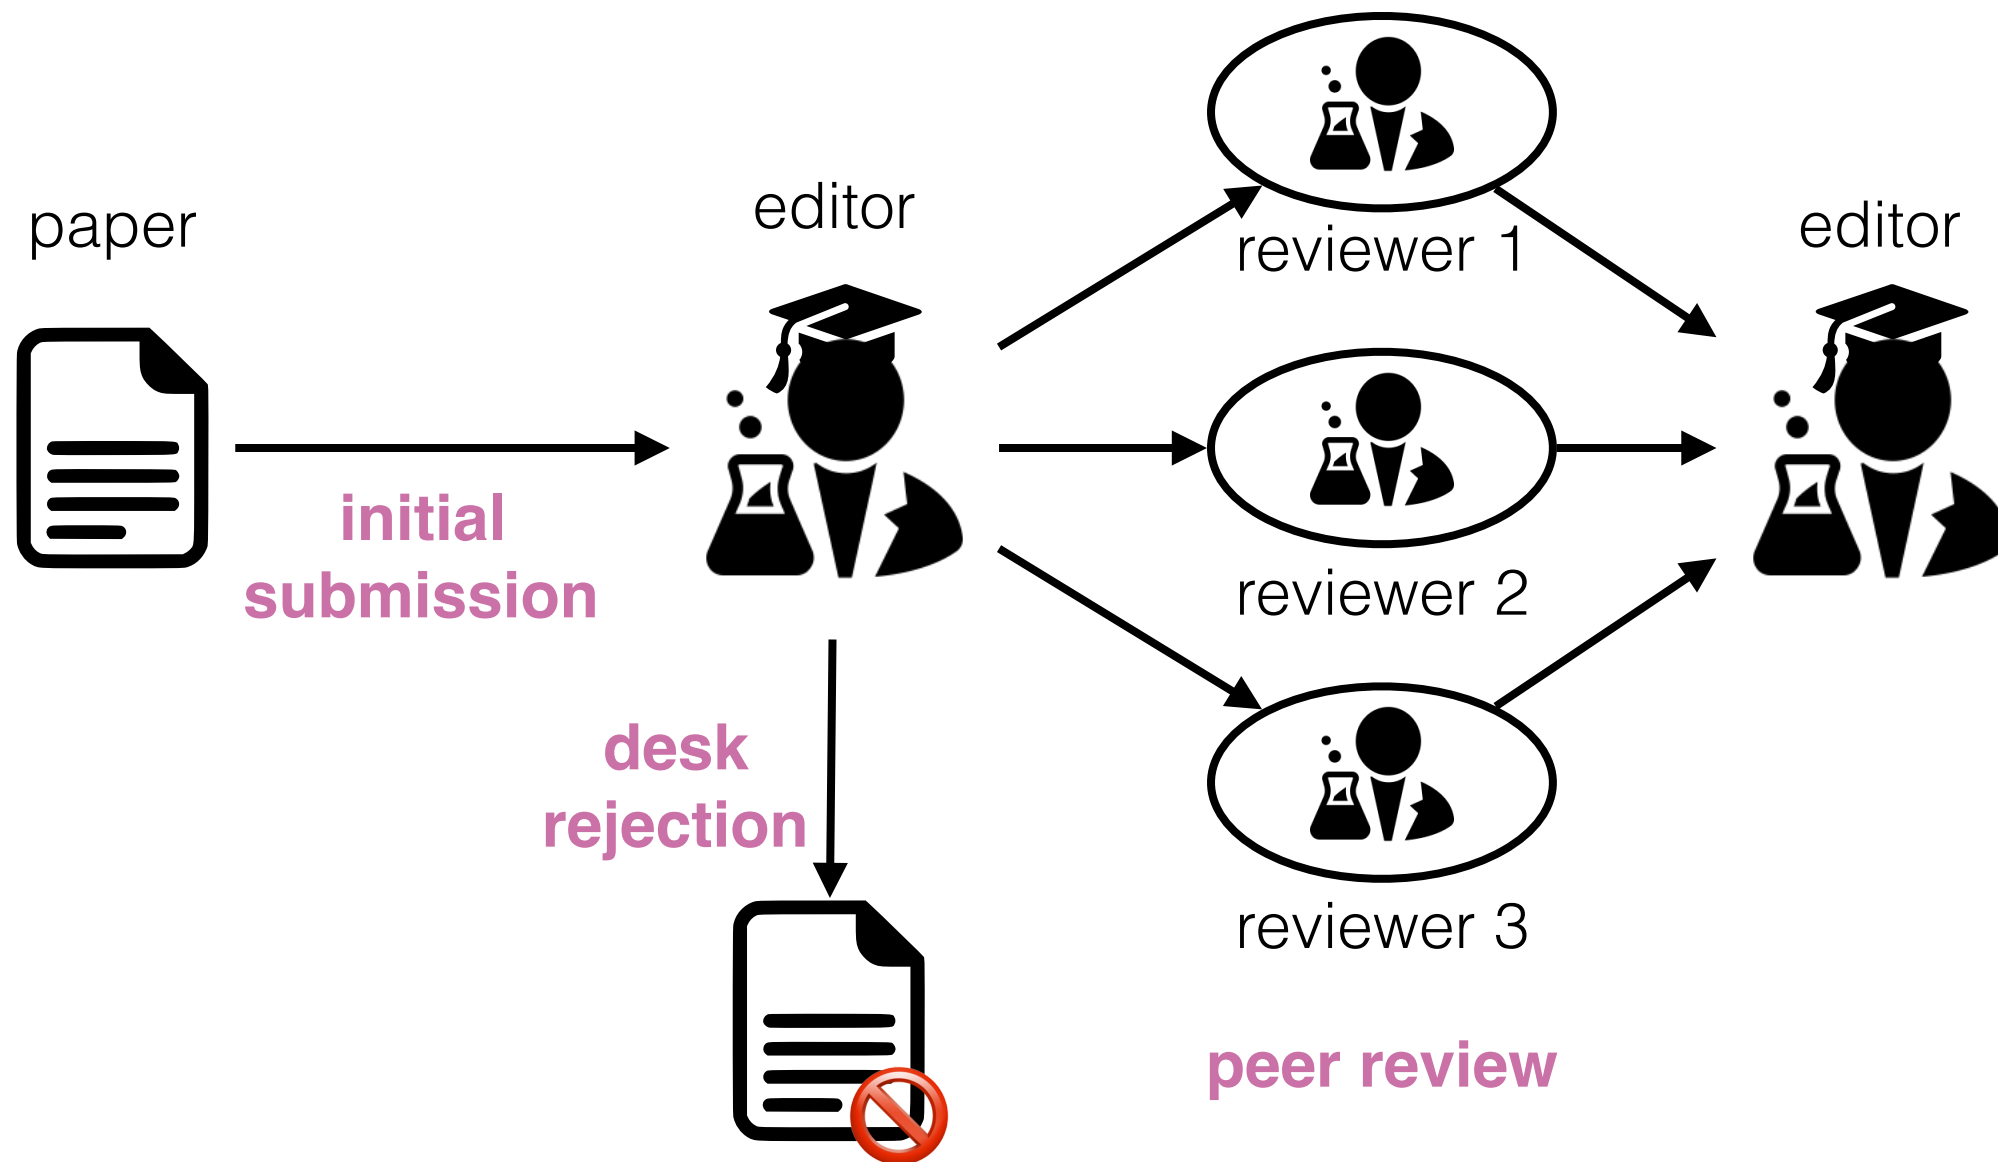 paper
initial
submission
editor
desk
rejection
reviewer 1
reviewer 2
reviewer 3
peer review
editor